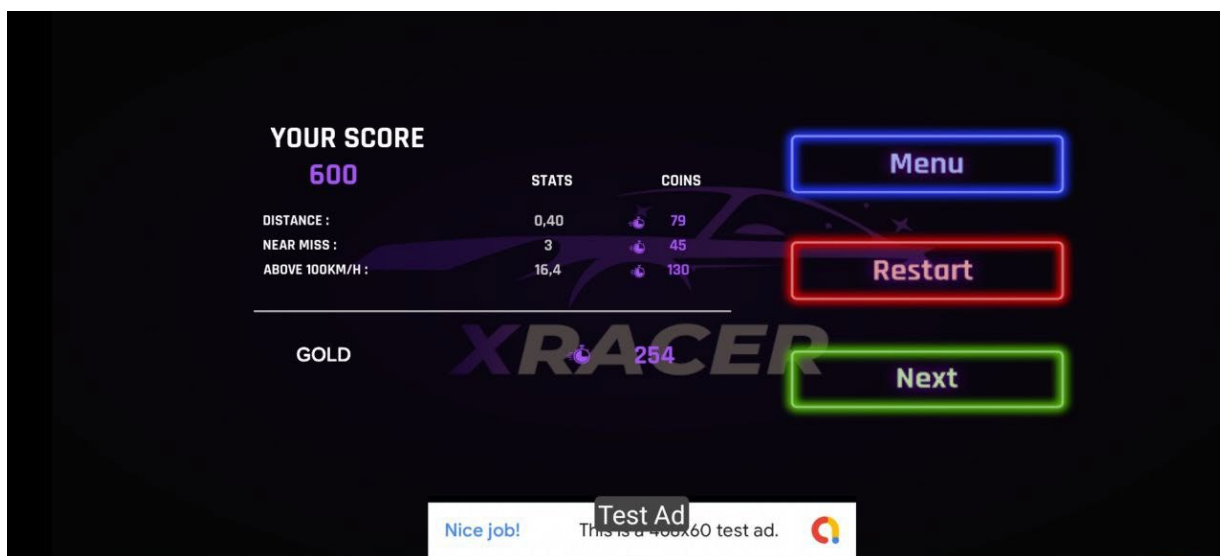 YOUR SCORE
600
STATS COINS
DISTANCE : 0,40 79
NEAR MISS : 3 45
ABOVE 100KM/H : 16,4 130
GOLD 254
XRACER
Menu
Restart
Next
Test Ad
Nice job! This is a 468x60 test ad.